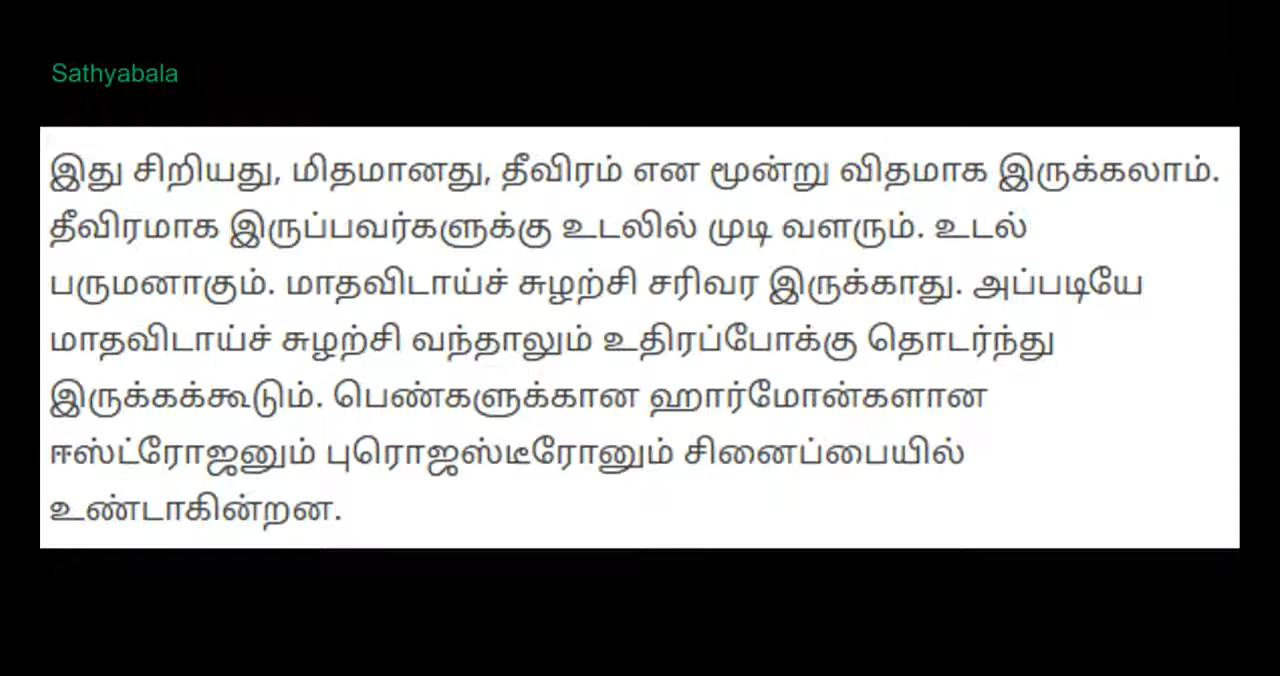 Sathyabala
இது சிறியது, மிதமானது, தீவிரம் என மூன்று விதமாக இருக்கலாம்.
தீவிரமாக இருப்பவர்களுக்கு உடலில் முடி வளரும். உடல்
பருமனாகும். மாதவிடாய்ச் சுழற்சி சரிவர இருக்காது. அப்படியே
மாதவிடாய்ச் சுழற்சி வந்தாலும் உதிரப்போக்கு தொடர்ந்து
இருக்கக்கூடும். பெண்களுக்கான ஹார்மோன்களான
ஈஸ்ட்ரோஜனும் புரொஜஸ்டீரோனும் சினைப்பையில்
உண்டாகின்றன.